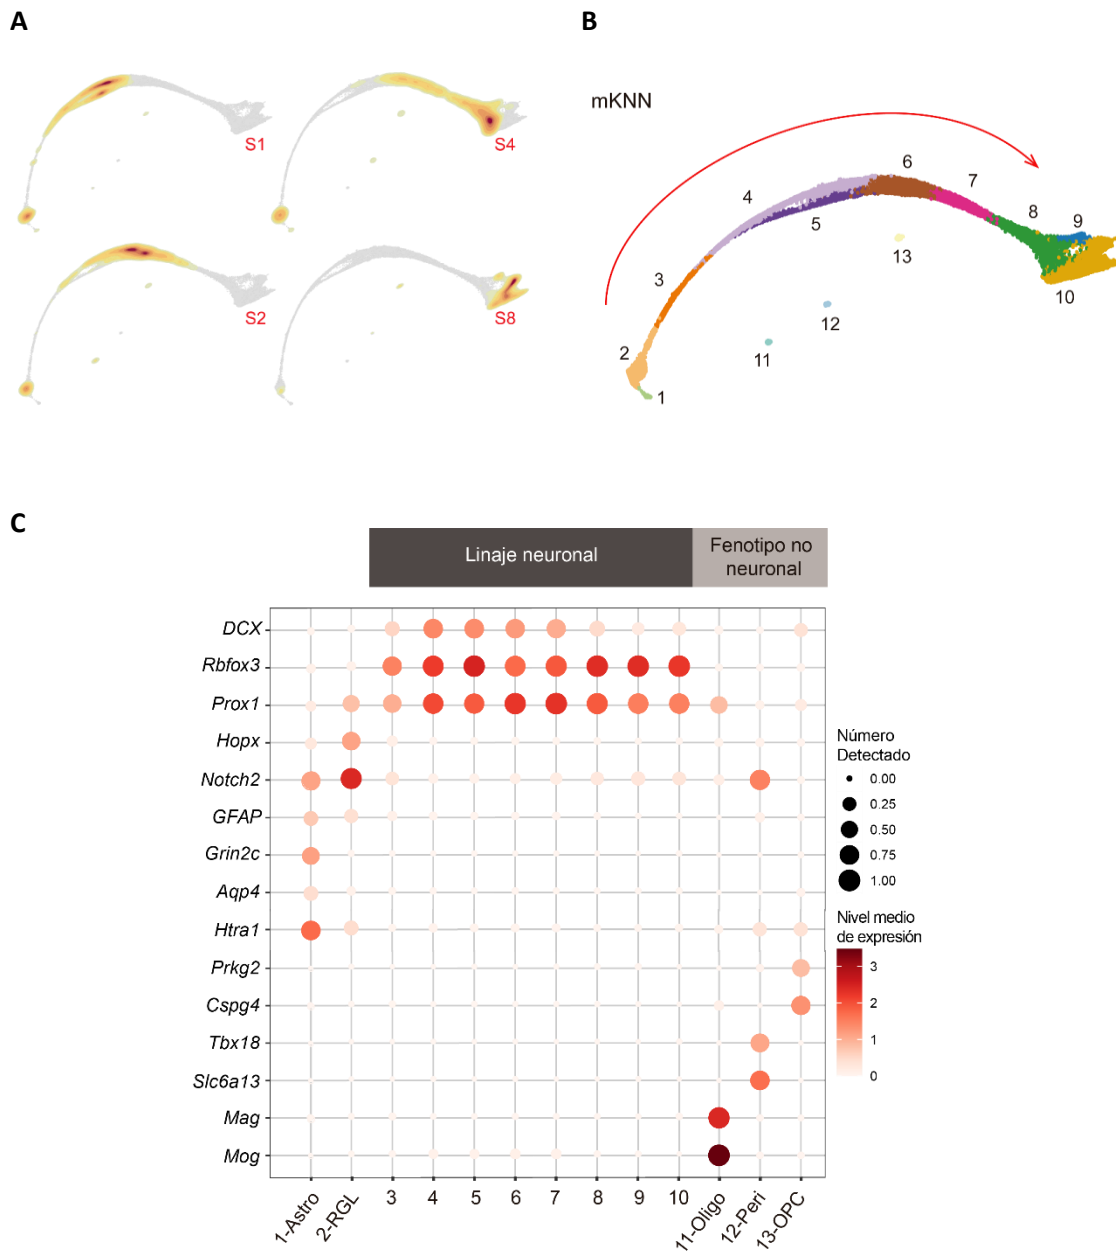 A
B
S1
S4
S2
S8
mKNN
1
2
3
4
5
6
7
8
9
10
11
12
13
C
Linaje neuronal
Fenotipo no
neuronal
DCX
Rbfox3
Prox1
Hopx
Notch2
GFAP
Grin2c
Aqp4
Htra1
Prkg2
Cspg4
Tbx18
Slc6a13
Mag
Mog
1-Astro
2-RGL
3
4
5
6
7
8
9
10
11-Oligo
12-Peri
13-OPC
Número
Detectado
0.00
0.25
0.50
0.75
1.00
Nivel medio
de expresión
3
2
1
0